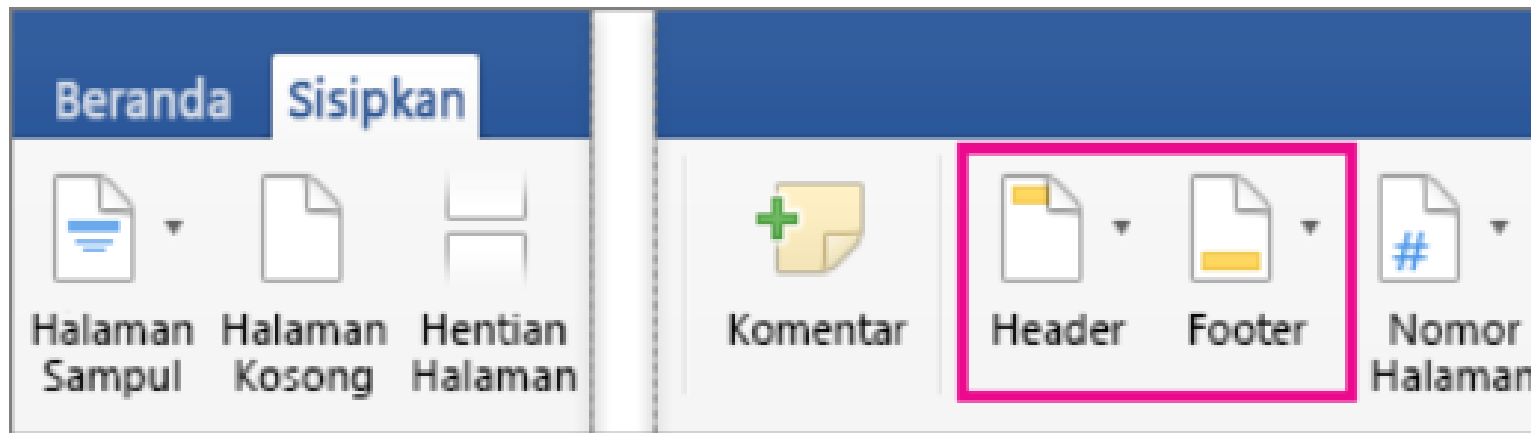 Beranda Sisipkan
Halaman Sampul
Halaman Kosong
Hentian Halaman
Komentar
Header
Footer
#
Nomor Halaman